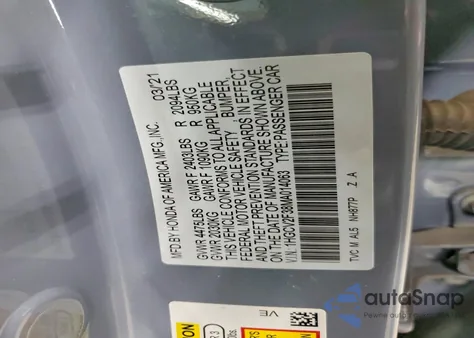 MFD.BY HONDA OF AMERICA MFG.,INC. 03/21
GVWR 4475LBS GAWR F 2403LBS R 2094LBS
GVWR 2030KG GAWR F 1090KG R 950KG
THIS VEHICLE CONFORMS TO ALL APPLICABLE
FEDERAL MOTOR VEHICLE SAFETY, BUMPER,
AND THEFT PREVENTION STANDARDS IN EFFECT
ON THE DATE OF MANUFACTURE SHOWN ABOVE.
V.I.N. TYPE:PASSENGER CAR
TVC M AL5 NH877P Z A
autoSnap